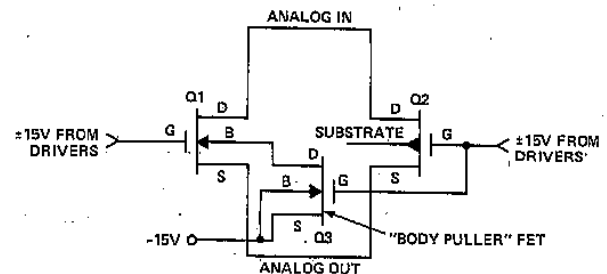 ANALOG IN
Q1
D
D
Q2
±15V FROM
DRIVERS
G
B
SUBSTRATE
G
±15V FROM
DRIVERS
S
D
S
B
G
-15V
S
Q3
"BODY PULLER" FET
ANALOG OUT